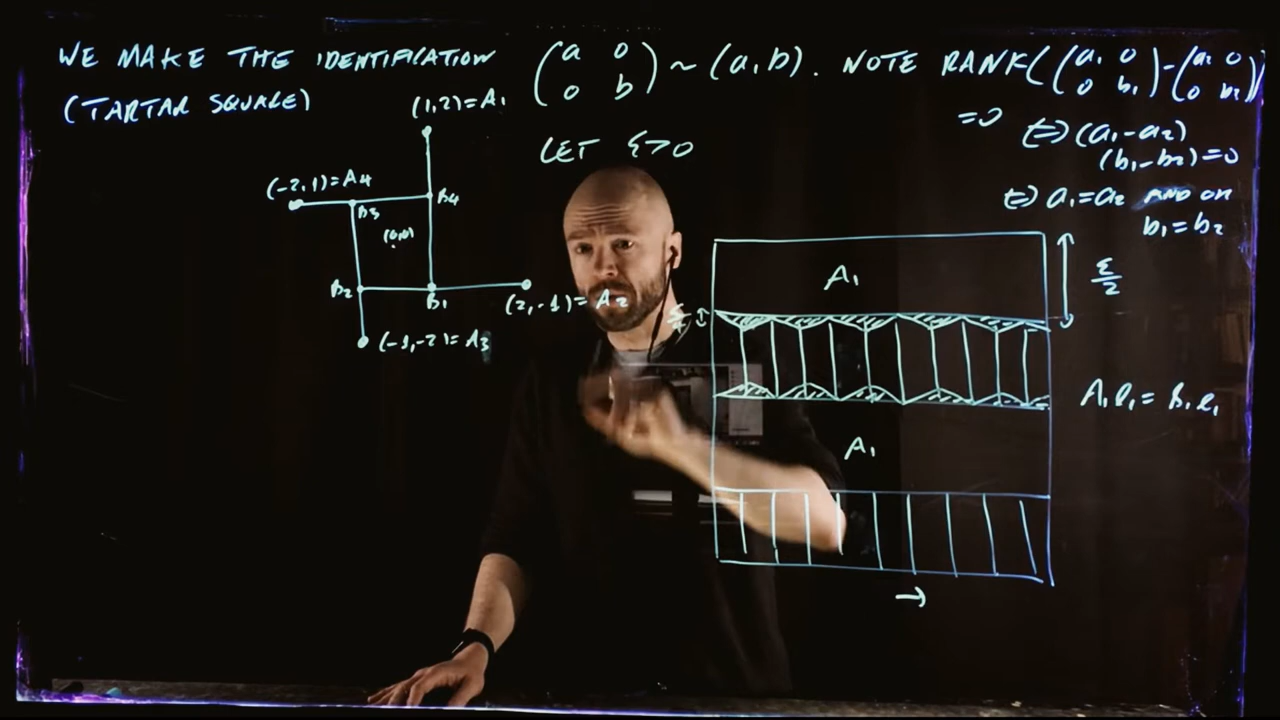 WE MAKE THE IDENTIFICATION (a 0 0 b) ~ (a, b). NOTE RANK((a₁ 0 0 b₁) - (a₂ 0 0 b₂))
(TARTAR SQUARE)
= 0
⇔ (a₁-a₂)
(b₁-b₂)=0
⇔ a₁=a₂ AND OR
b₁=b₂
LET ξ>0
(1,2)=A₁
(-2,1)=A₄
B₃
B₄
(0,0)
B₂
B₁
(2,-1)=A₂
(-1,-2)=A₃
A₁
ξ/2
A₁e₁ = B₁e₁
A₁
→